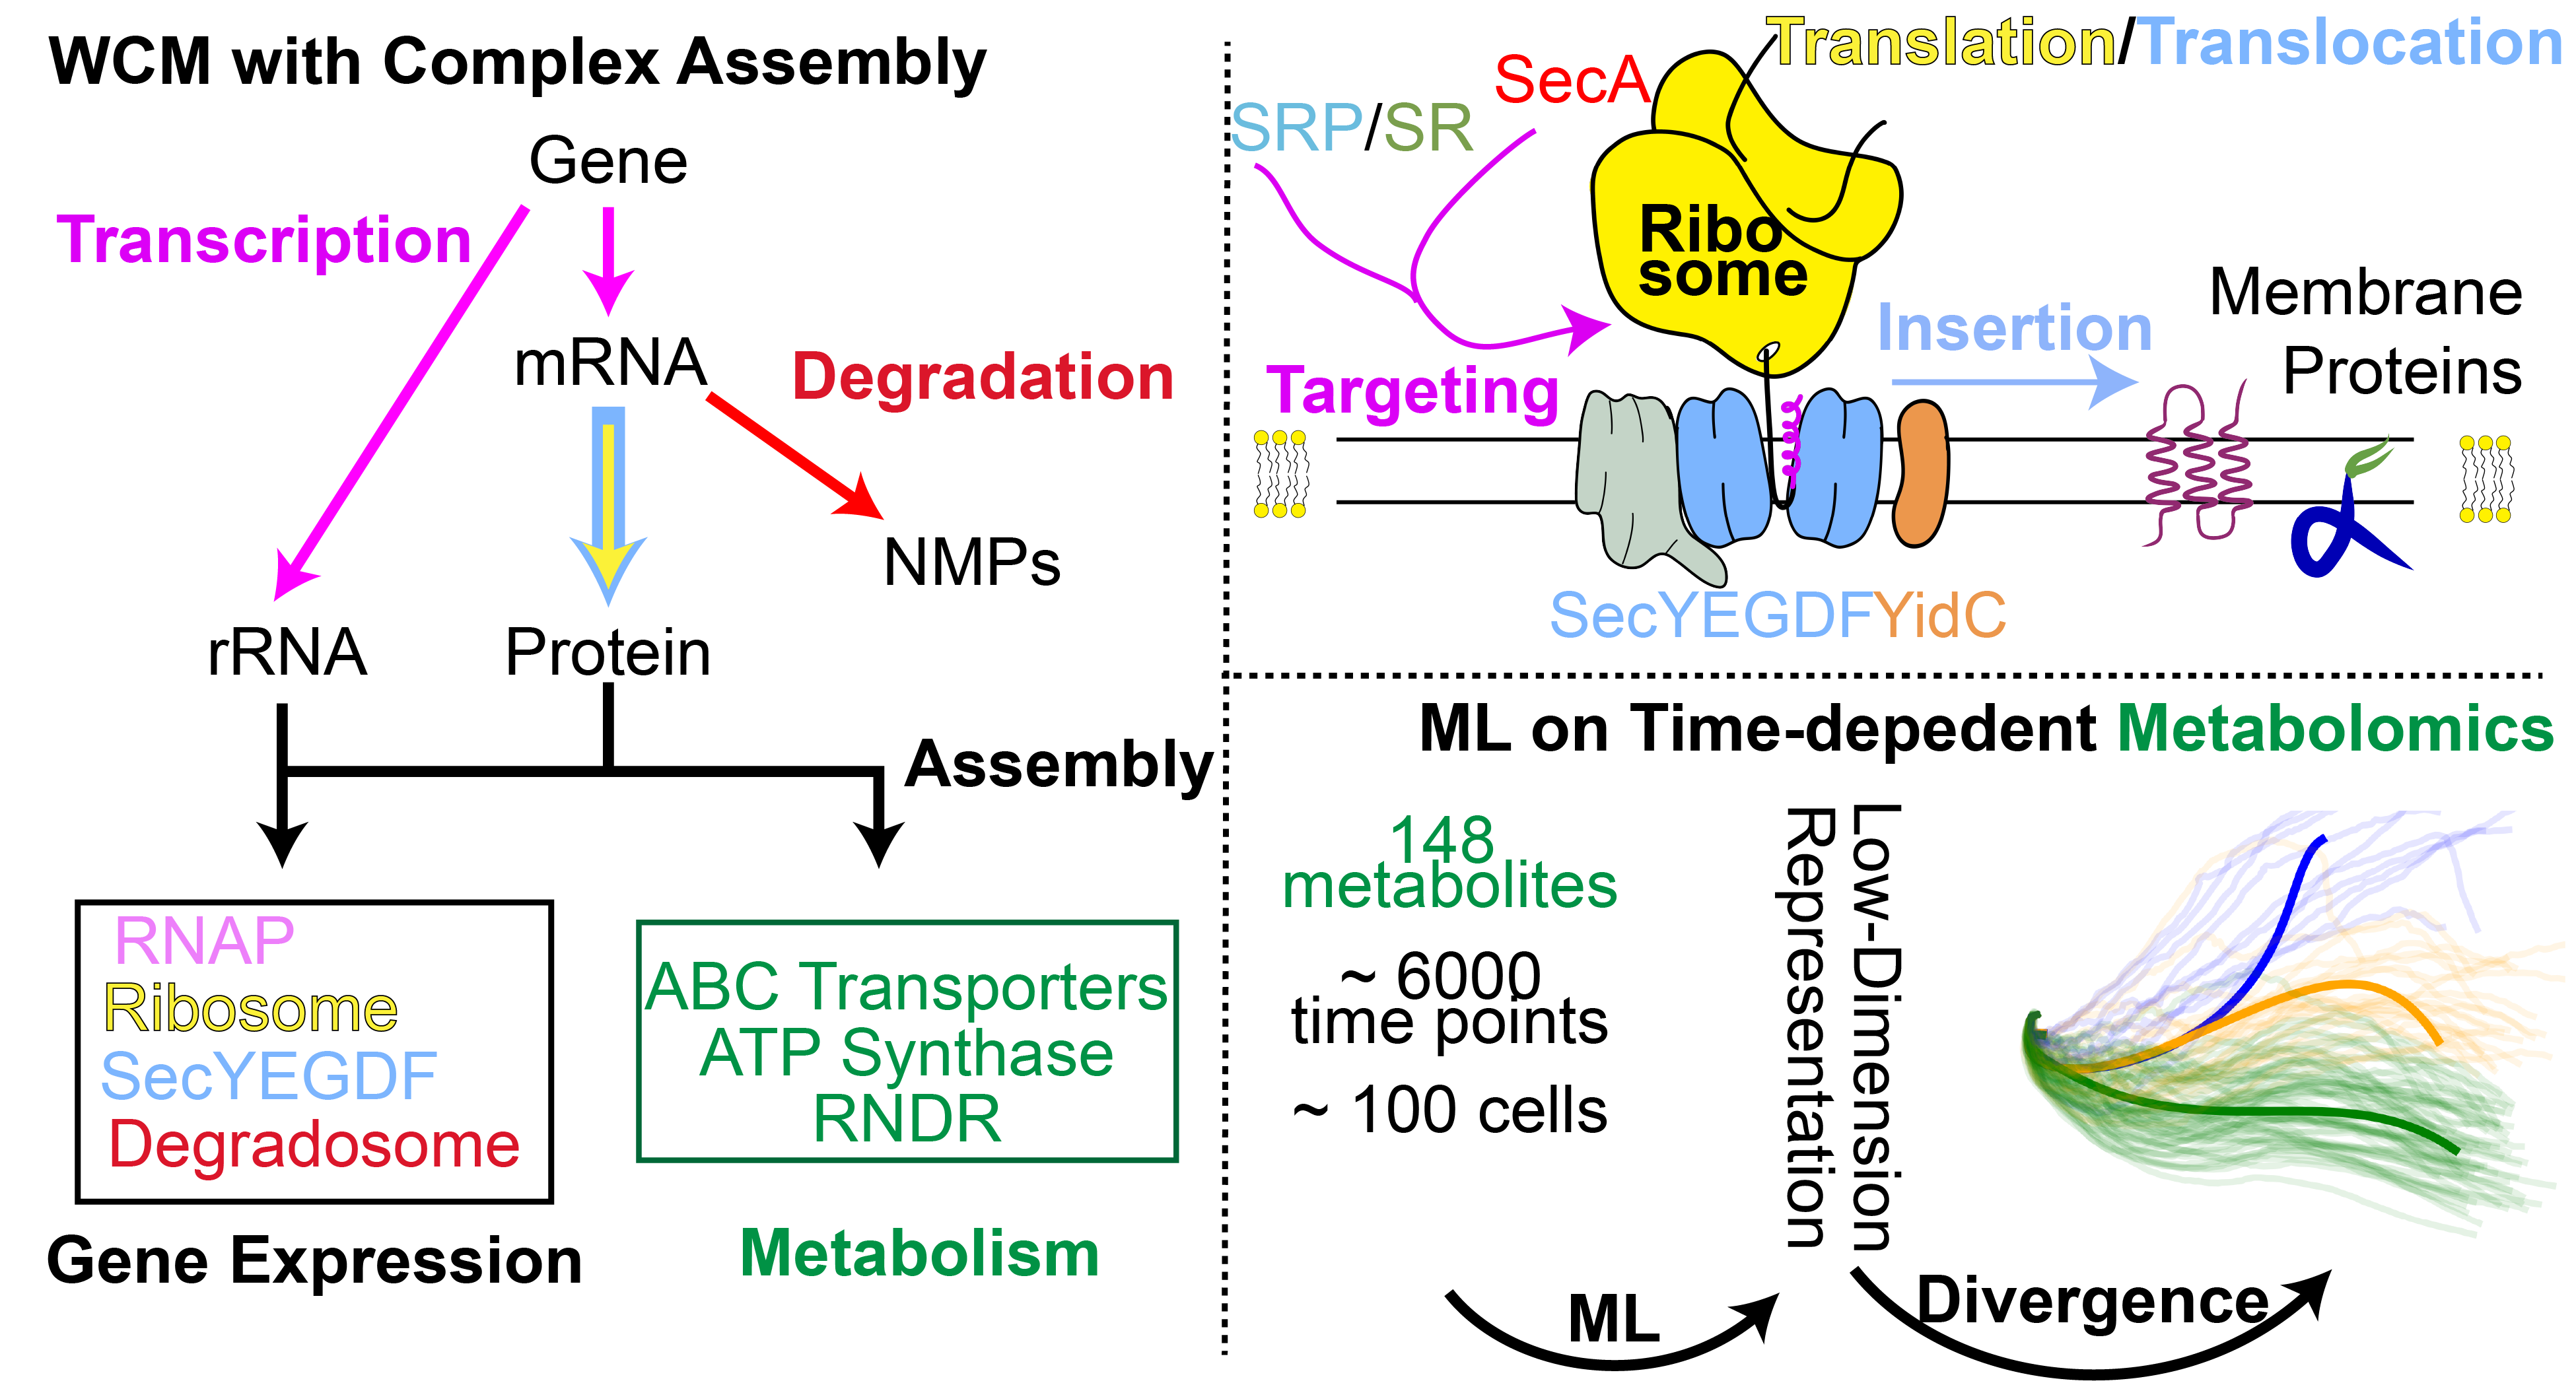 WCM with Complex Assembly
Gene
Transcription
mRNA
Degradation
NMPs
rRNA
Protein
Assembly
RNAP
Ribosome
SecYEGDF
Degradosome
Gene Expression
ABC Transporters
ATP Synthase
RNDR
Metabolism
Translation/Translocation
SecA
SRP/SR
Ribo
some
Targeting
Insertion
Membrane
Proteins
SecYEGDFYidC
ML on Time-depedent Metabolomics
148
metabolites
~ 6000
time points
~ 100 cells
Low-Dimension
Representation
ML
Divergence